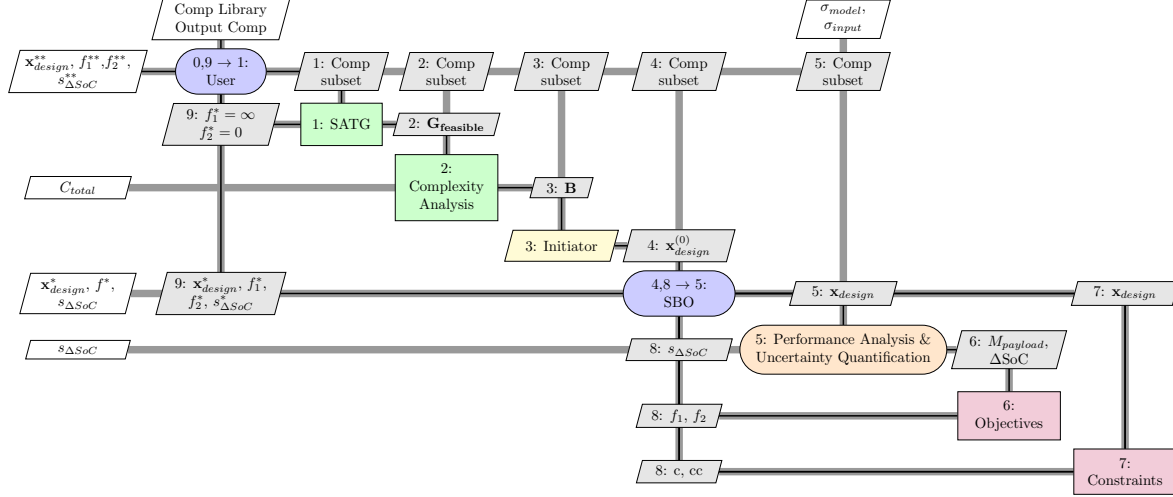 Comp Library
Output Comp
σ_model,
σ_input
x**_design, f₁**,f₂**,
s**_ΔSoC
0,9 → 1:
User
1: Comp
subset
2: Comp
subset
3: Comp
subset
4: Comp
subset
5: Comp
subset
9: f₁* = ∞
f₂* = 0
1: SATG
2: G_feasible
2:
Complexity
Analysis
C_total
3: B
3: Initiator
4: x^(0)_design
x*_design, f*,
s_ΔSoC
9: x*_design, f₁*,
f₂*, s*_ΔSoC
4,8 → 5:
SBO
5: x_design
7: x_design
s_ΔSoC
8: s_ΔSoC
5: Performance Analysis &
Uncertainty Quantification
6: M_payload,
ΔSoC
8: f₁, f₂
6:
Objectives
8: c, cc
7:
Constraints